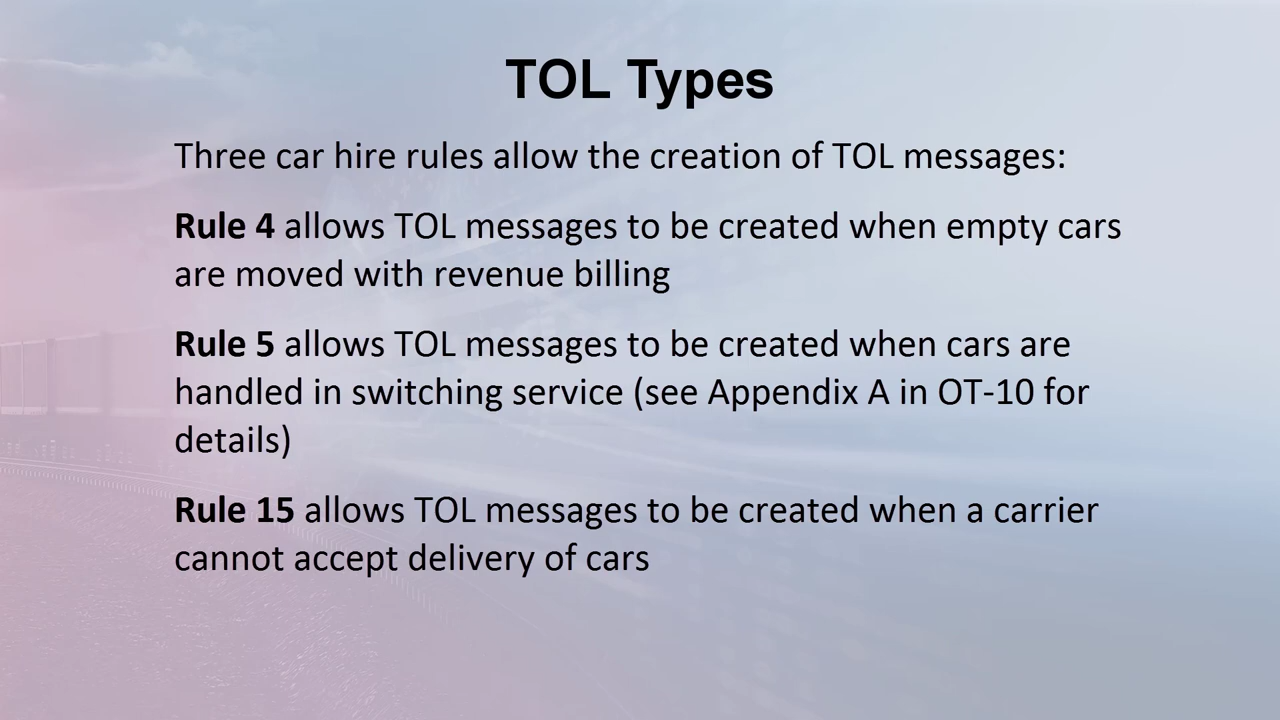 TOL Types
Three car hire rules allow the creation of TOL messages:
Rule 4 allows TOL messages to be created when empty cars
are moved with revenue billing
Rule 5 allows TOL messages to be created when cars are
handled in switching service (see Appendix A in OT-10 for
details)
Rule 15 allows TOL messages to be created when a carrier
cannot accept delivery of cars